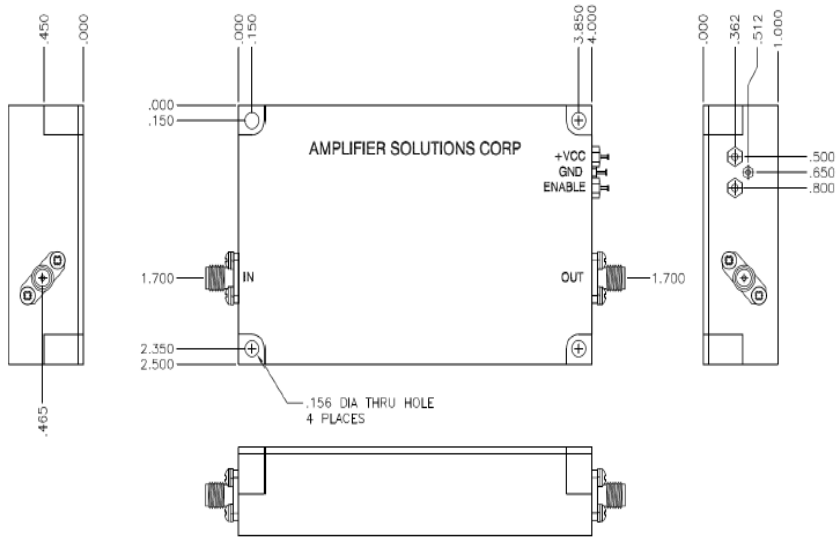 .450
.000
.000
.150
3.850
4.000
.000
.362
.512
1.000
.000
.150
AMPLIFIER SOLUTIONS CORP
+VCC
GND
ENABLE
.500
.650
.800
1.700
IN
OUT
1.700
2.350
2.500
.465
.156 DIA THRU HOLE
4 PLACES